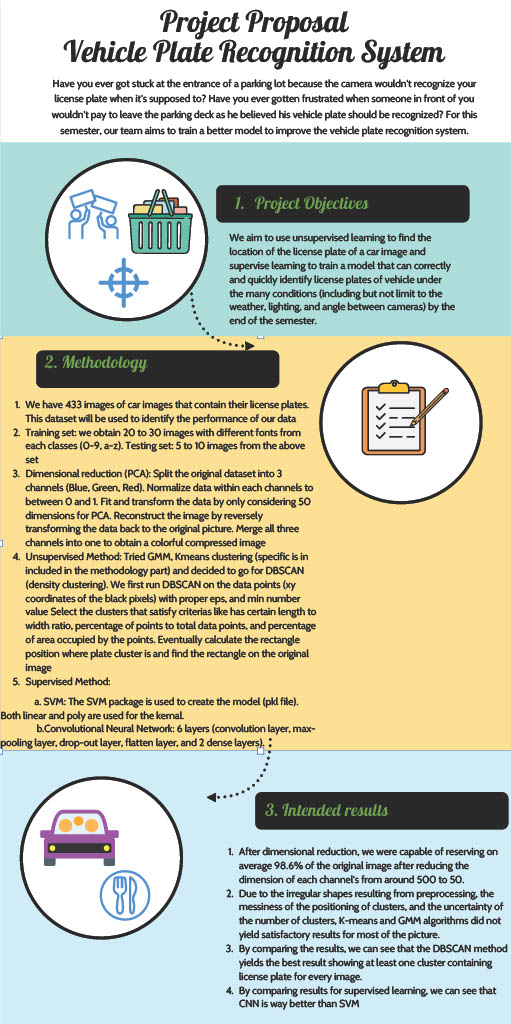 Project Proposal
Vehicle Plate Recognition System
Have you ever got stuck at the entrance of a parking lot because the camera wouldn't recognize your
license plate when it's supposed to? Have you ever gotten frustrated when someone in front of you
wouldn't pay to leave the parking deck as he believed his vehicle plate should be recognized? For this
semester, our team aims to train a better model to improve the vehicle plate recognition system.
1. Project Objectives
We aim to use unsupervised learning to find the
location of the license plate of a car image and
supervise learning to train a model that can correctly
and quickly identify license plates of vehicle under
the many conditions (including but not limit to the
weather, lighting, and angle between cameras) by the
end of the semester.
2. Methodology
1. We have 433 images of car images that contain their license plates.
This dataset will be used to identify the performance of our data
2. Training set: we obtain 20 to 30 images with different fonts from
each classes (0-9, a-z). Testing set: 5 to 10 images from the above
set
3. Dimensional reduction (PCA): Split the original dataset into 3
channels (Blue, Green, Red). Normalize data within each channels to
between 0 and 1. Fit and transform the data by only considering 50
dimensions for PCA. Reconstruct the image by reversely
transforming the data back to the original picture. Merge all three
channels into one to obtain a colorful compressed image
4. Unsupervised Method: Tried GMM, Kmeans clustering (specific is in
included in the methodology part) and decided to go for DBSCAN
(density clustering). We first run DBSCAN on the data points (xy
coordinates of the black pixels) with proper eps, and min number
value Select the clusters that satisfy criterias like has certain length to
width ratio, percentage of points to total data points, and percentage
of area occupied by the points. Eventually calculate the rectangle
position where plate cluster is and find the rectangle on the original
image
5. Supervised Method:
a. SVM: The SVM package is used to create the model (pkl file).
Both linear and poly are used for the kernal.
b.Convolutional Neural Network: 6 layers (convolution layer, max-
pooling layer, drop-out layer, flatten layer, and 2 dense layers).
3. Intended results
1. After dimensional reduction, we were capable of reserving on
average 98.6% of the original image after reducing the
dimension of each channel's from around 500 to 50.
2. Due to the irregular shapes resulting from preprocessing, the
messiness of the positioning of clusters, and the uncertainty of
the number of clusters, K-means and GMM algorithms did not
yield satisfactory results for most of the picture.
3. By comparing the results, we can see that the DBSCAN method
yields the best result showing at least one cluster containing
license plate for every image.
4. By comparing results for supervised learning, we can see that
CNN is way better than SVM